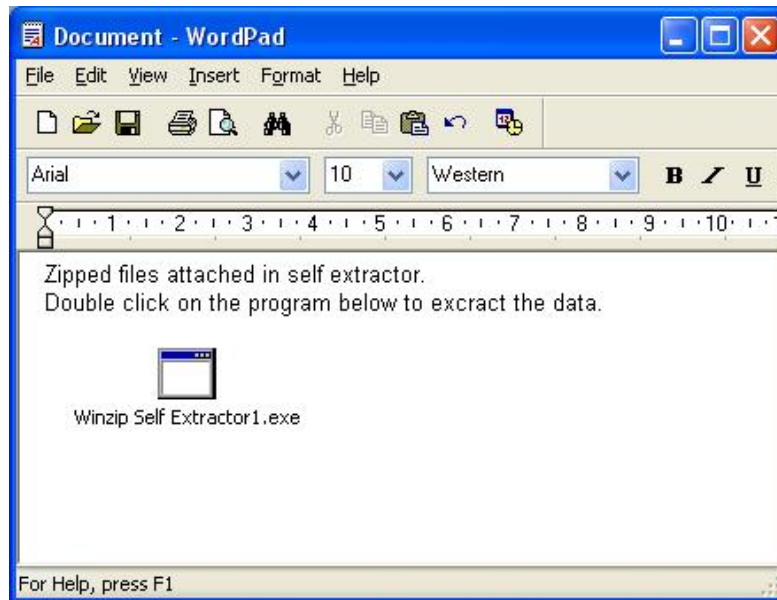 Document - WordPad
File Edit View Insert Format Help
Arial 10 Western B I U
1 2 3 4 5 6 7 8 9 10
Zipped files attached in self extractor.
Double click on the program below to excract the data.
Winzip Self Extractor1.exe
For Help, press F1